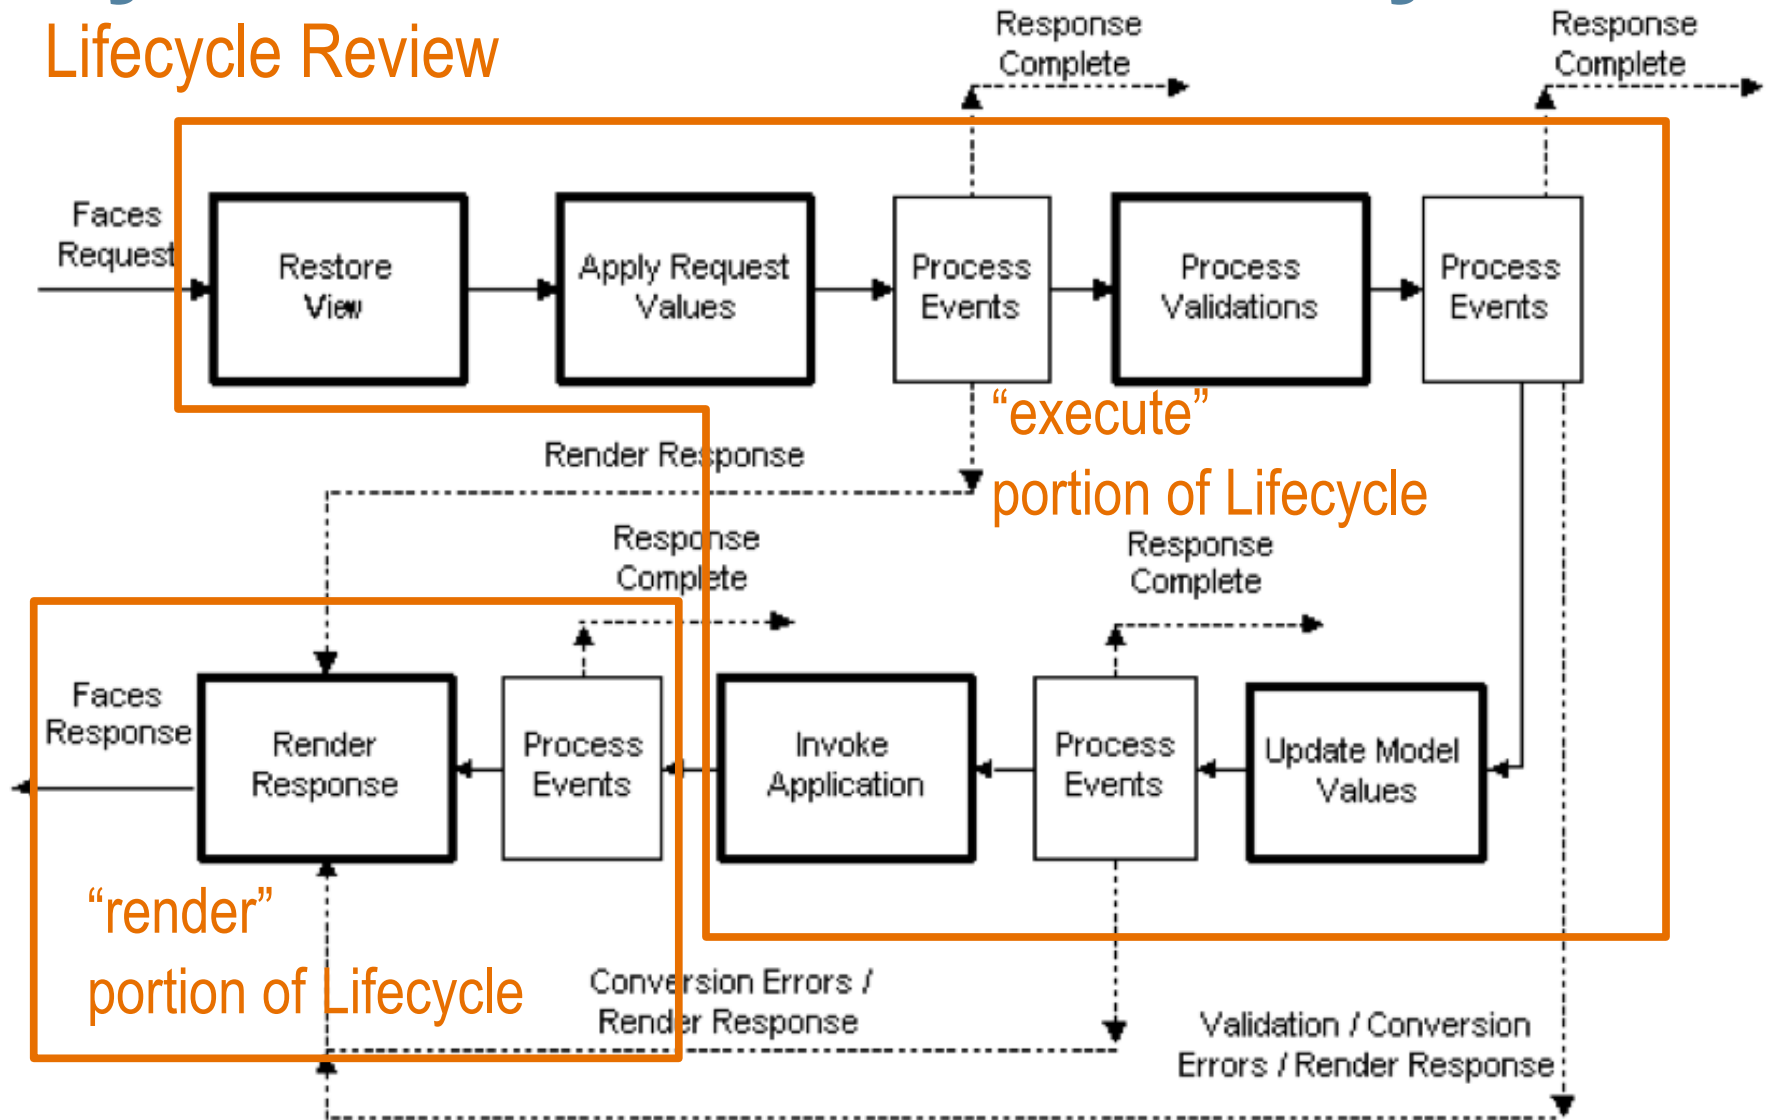 Lifecycle Review
Response
Complete
Response
Complete
Faces
Request
Restore
View
Apply Request
Values
Process
Events
Process
Validations
Process
Events
“execute”
portion of Lifecycle
Render Response
Response
Complete
Response
Complete
Faces
Response
Render
Response
Process
Events
Invoke
Application
Process
Events
Update Model
Values
“render”
portion of Lifecycle
Conversion Errors /
Render Response
Validation / Conversion
Errors / Render Response